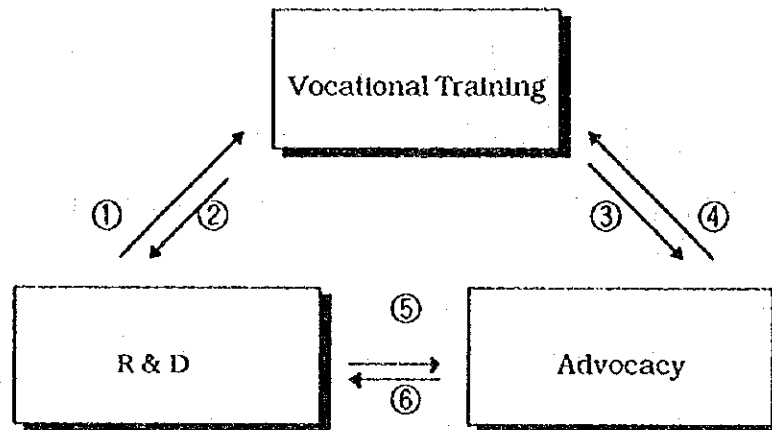 Vocational Training
① ② ③ ④
⑤
R & D Advocacy
⑥